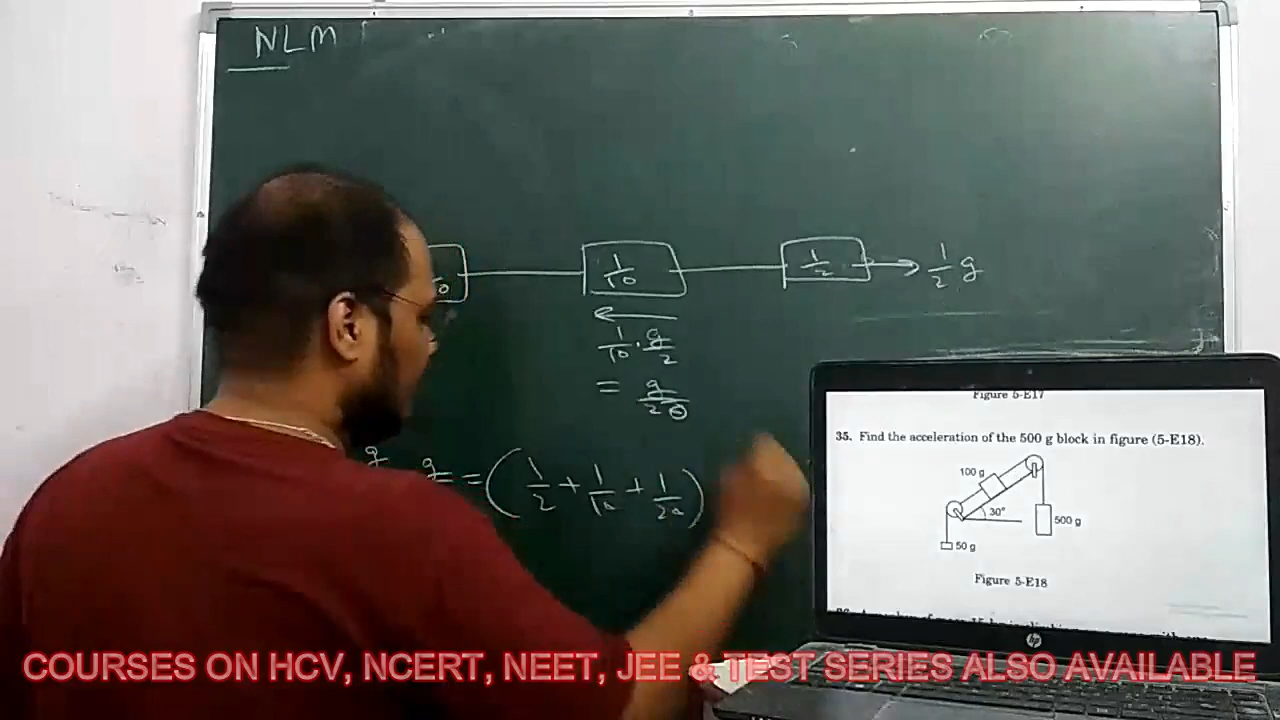 NLM
1/10
1/2
1/2 g
1/10 · g/2
= g/20
g g = (1/2 + 1/10 + 1/20)
Figure 5-E17
35. Find the acceleration of the 500 g block in figure (5-E18).
100 g
30°
500 g
50 g
Figure 5-E18
COURSES ON HCV, NCERT, NEET, JEE & TEST SERIES ALSO AVAILABLE